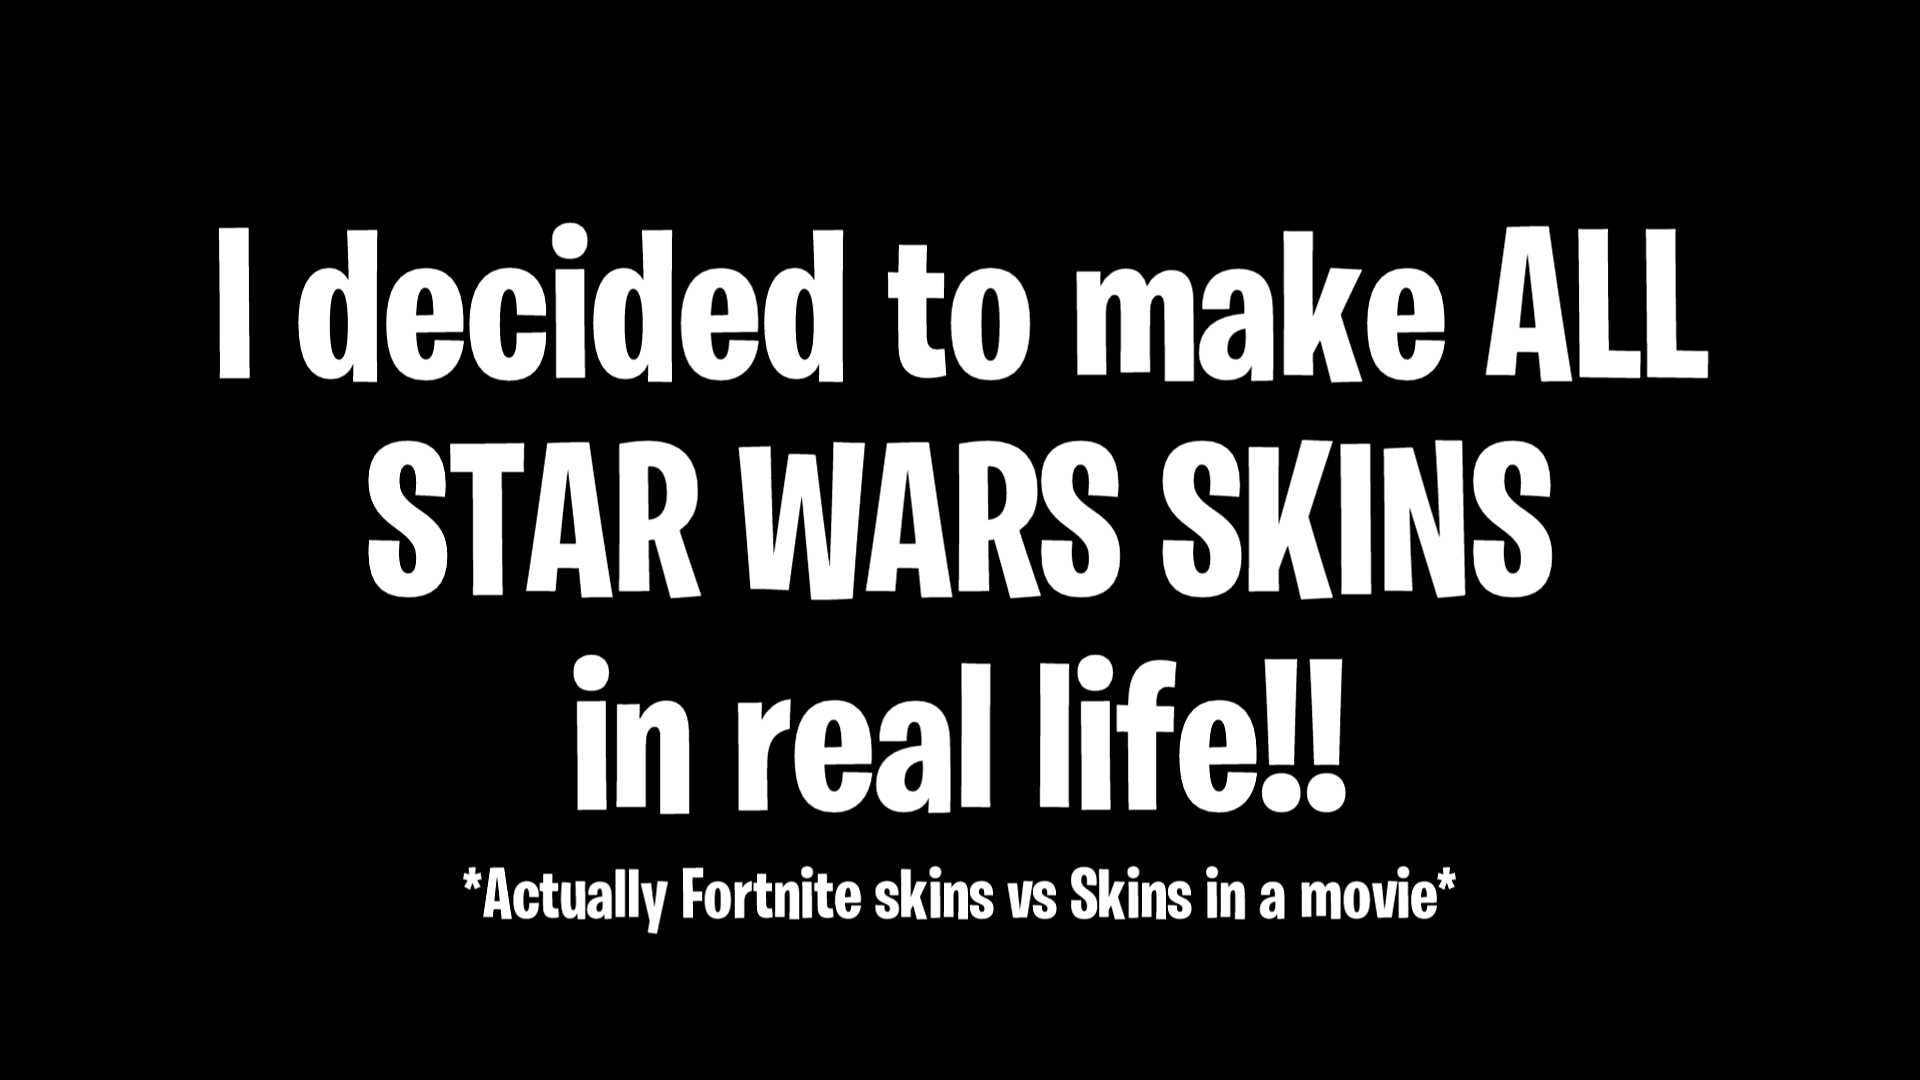 I decided to make ALL
STAR WARS SKINS
in real life!!
*Actually Fortnite skins vs Skins in a movie*